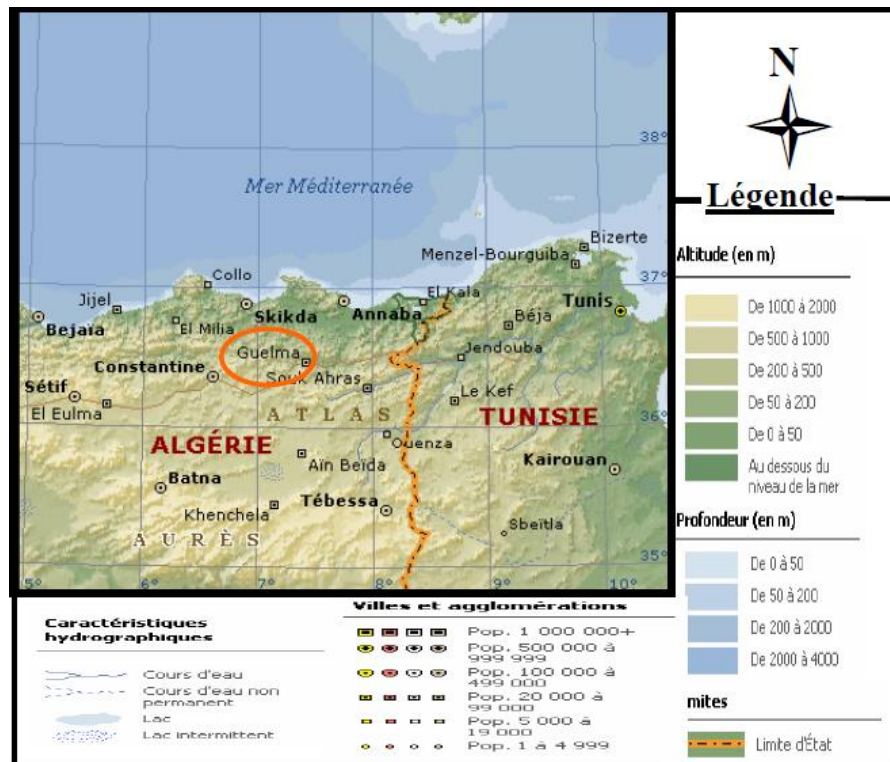 N
Légende
38°
Mer Méditerranée
Bizerte
Menzel-Bourguiba
37°
Collo
Jijel
El Kala
Tunis
Skikda
Annaba
Béja
Bejaïa
El Milia
Guelma
Jendouba
Constantine
Souk Ahras
Sétif
Le Kef
El Eulma
ATLAS
TUNISIE
36°
ALGÉRIE
Ouenza
Aïn Beïda
Kairouan
Batna
Tébessa
Khenchela
Sbeïtla
AURÈS
35°
5°
6°
7°
8°
9°
10°
Altitude (en m)
De 1000 à 2000
De 500 à 1000
De 200 à 500
De 50 à 200
De 0 à 50
Au dessous du
niveau de la mer
Profondeur (en m)
De 0 à 50
De 50 à 200
De 200 à 2000
De 2000 à 4000
mites
Limite d'État
Caractéristiques
hydrographiques
Cours d'eau
Cours d'eau non
permanent
Lac
Lac intermittent
Villes et agglomérations
Pop. 1 000 000+
Pop. 500 000 à
999 999
Pop. 100 000 à
499 000
Pop. 20 000 à
99 000
Pop. 5 000 à
19 000
Pop. 1 à 4 999